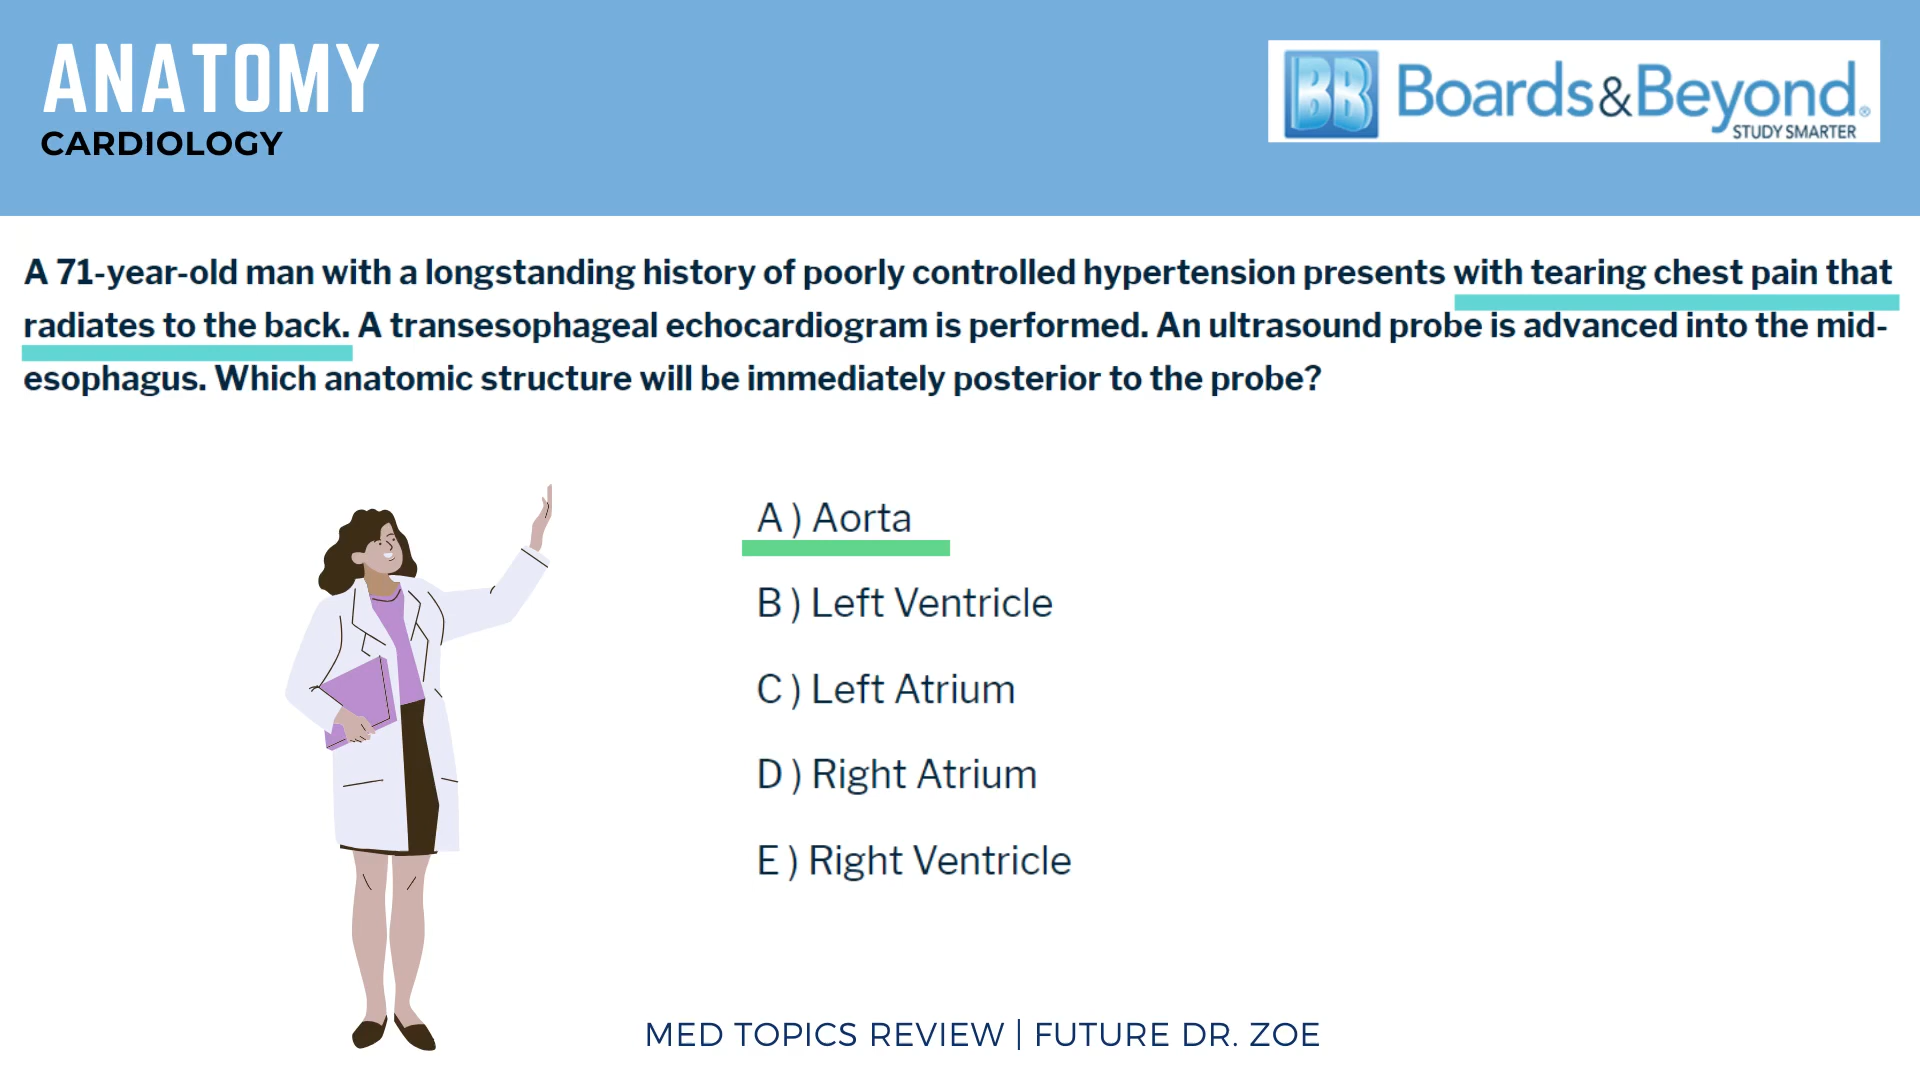 ANATOMY
CARDIOLOGY
BB Boards&Beyond®
STUDY SMARTER
A 71-year-old man with a longstanding history of poorly controlled hypertension presents with tearing chest pain that
radiates to the back. A transesophageal echocardiogram is performed. An ultrasound probe is advanced into the mid-
esophagus. Which anatomic structure will be immediately posterior to the probe?
A ) Aorta
B ) Left Ventricle
C ) Left Atrium
D ) Right Atrium
E ) Right Ventricle
MED TOPICS REVIEW | FUTURE DR. ZOE